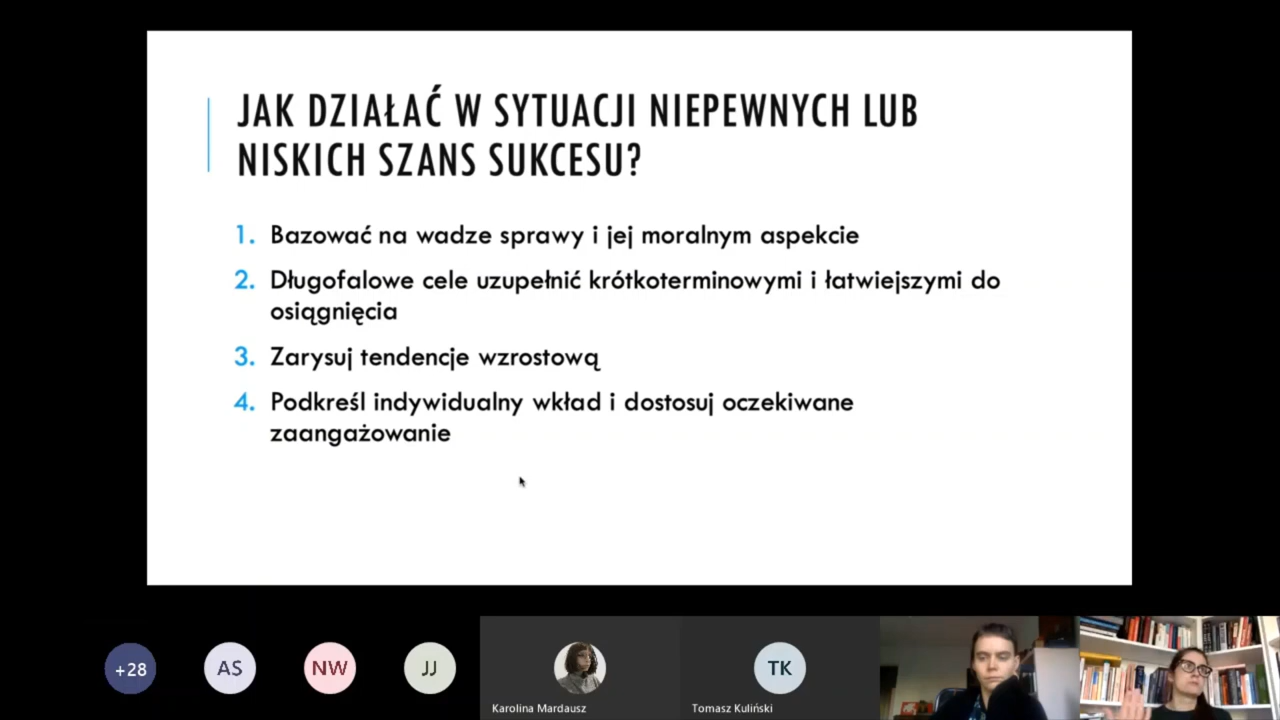 JAK DZIAŁAĆ W SYTUACJI NIEPEWNYCH LUB
NISKICH SZANS SUKCESU?
1. Bazować na wadze sprawy i jej moralnym aspekcie
2. Długofalowe cele uzupełnić krótkoterminowymi i łatwiejszymi do
osiągnięcia
3. Zarysuj tendencje wzrostową
4. Podkreśl indywidualny wkład i dostosuj oczekiwane
zaangażowanie
+28
AS
NW
JJ
TK
Karolina Mardausz
Tomasz Kuliński